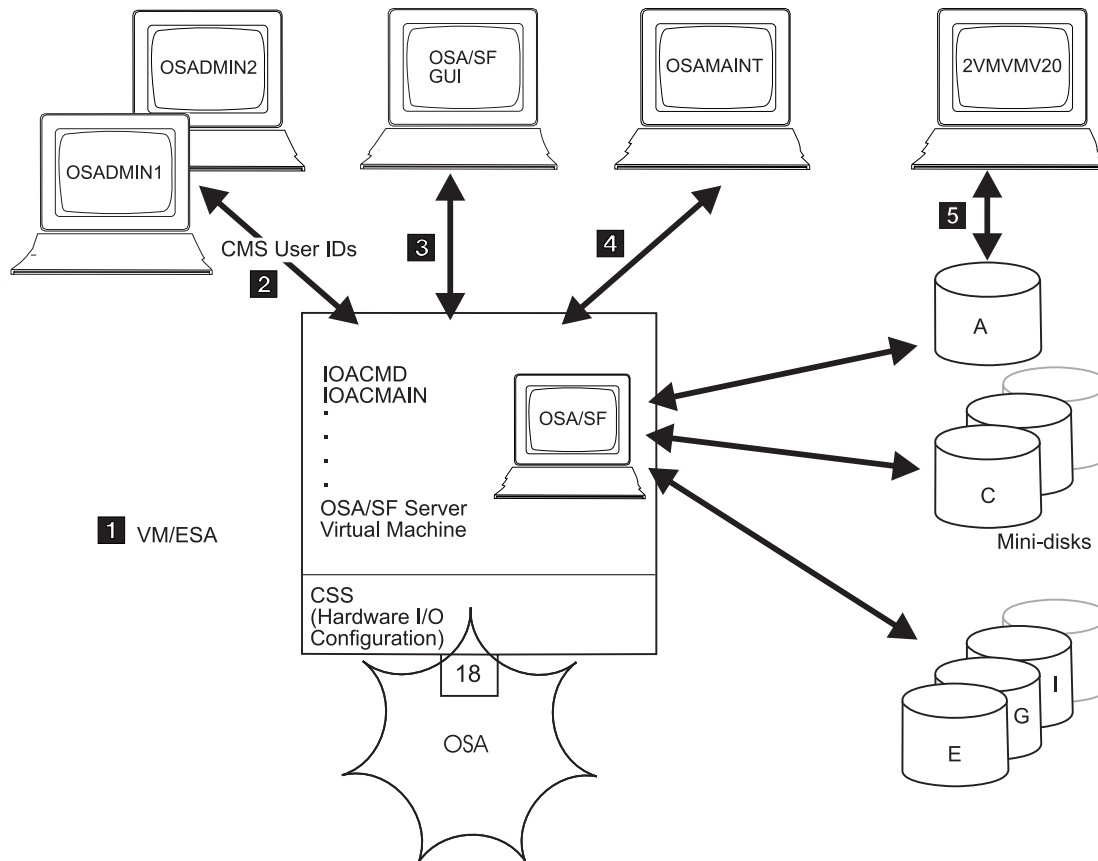 OSADMIN2
OSA/SF
GUI
OSAMAINT
2VMVMV20
OSADMIN1
CMS User IDs
2
3
4
5
A
IOACMD
IOACMAIN
.
.
.
.
OSA/SF
OSA/SF Server
Virtual Machine
C
Mini-disks
1 VM/ESA
CSS
(Hardware I/O
Configuration)
18
OSA
I
G
E